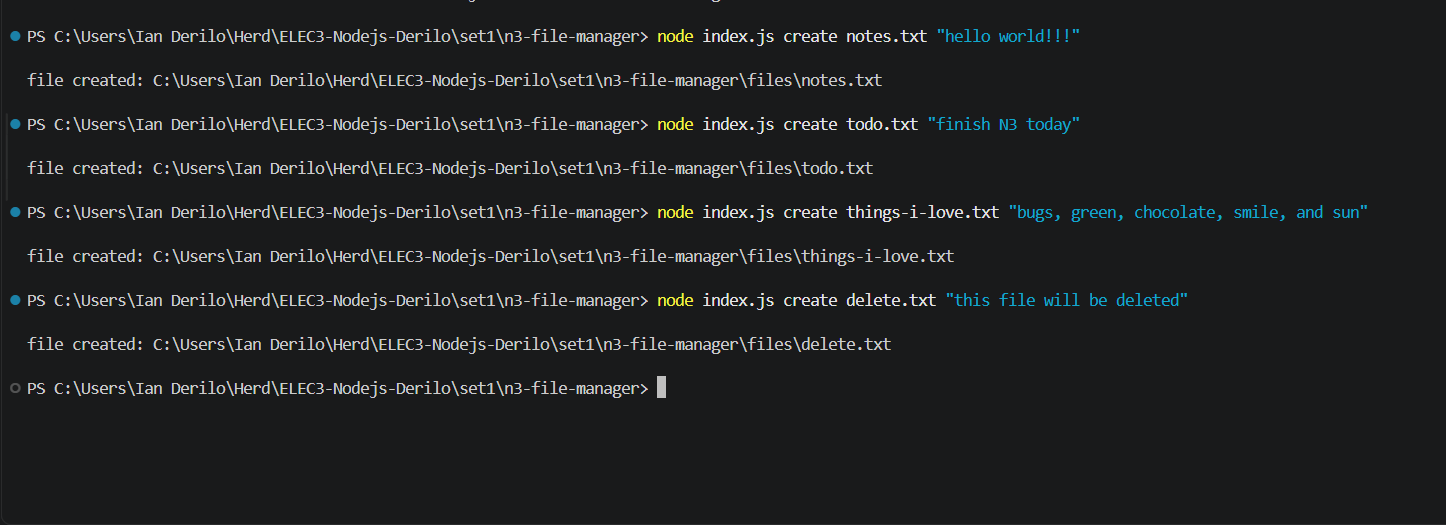 PS C:\Users\Ian Derilo\Herd\ELEC3-Nodejs-Derilo\set1\n3-file-manager> node index.js create notes.txt "hello world!!!"
file created: C:\Users\Ian Derilo\Herd\ELEC3-Nodejs-Derilo\set1\n3-file-manager\files\notes.txt
PS C:\Users\Ian Derilo\Herd\ELEC3-Nodejs-Derilo\set1\n3-file-manager> node index.js create todo.txt "finish N3 today"
file created: C:\Users\Ian Derilo\Herd\ELEC3-Nodejs-Derilo\set1\n3-file-manager\files\todo.txt
PS C:\Users\Ian Derilo\Herd\ELEC3-Nodejs-Derilo\set1\n3-file-manager> node index.js create things-i-love.txt "bugs, green, chocolate, smile, and sun"
file created: C:\Users\Ian Derilo\Herd\ELEC3-Nodejs-Derilo\set1\n3-file-manager\files\things-i-love.txt
PS C:\Users\Ian Derilo\Herd\ELEC3-Nodejs-Derilo\set1\n3-file-manager> node index.js create delete.txt "this file will be deleted"
file created: C:\Users\Ian Derilo\Herd\ELEC3-Nodejs-Derilo\set1\n3-file-manager\files\delete.txt
PS C:\Users\Ian Derilo\Herd\ELEC3-Nodejs-Derilo\set1\n3-file-manager>